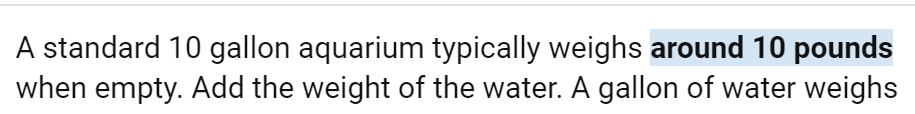 A standard 10 gallon aquarium typically weighs around 10 pounds
when empty. Add the weight of the water. A gallon of water weighs